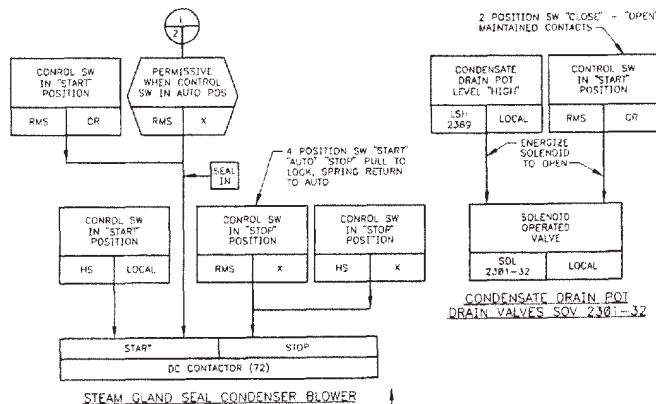 1
2
2 POSITION SW "CLOSE" - "OPEN"
MAINTAINED CONTACTS
CONROL SW
IN "START"
POSITION
RMS CR
PERMISSIVE
WHEN CONTROL
SW IN AUTO POS
RMS X
CONDENSATE
DRAIN POT
LEVEL "HIGH"
LSH
2369 LOCAL
CONROL SW
IN "START"
POSITION
RMS CR
SEAL
IN
4 POSITION SW "START"
"AUTO" "STOP" PULL TO
LOCK, SPRING RETURN
TO AUTO
ENERGIZE
SOLENOID
TO OPEN
CONROL SW
IN "START"
POSITION
HS LOCAL
CONROL SW
IN "STOP"
POSITION
RMS X
CONROL SW
IN "STOP"
POSITION
HS X
SOLENOID
OPERATED
VALVE
SOL
2301-32 LOCAL
CONDENSATE DRAIN POT
DRAIN VALVES SOV 2301-32
START STOP
DC CONTACTOR (72)
STEAM GLAND SEAL CONDENSER BLOWER